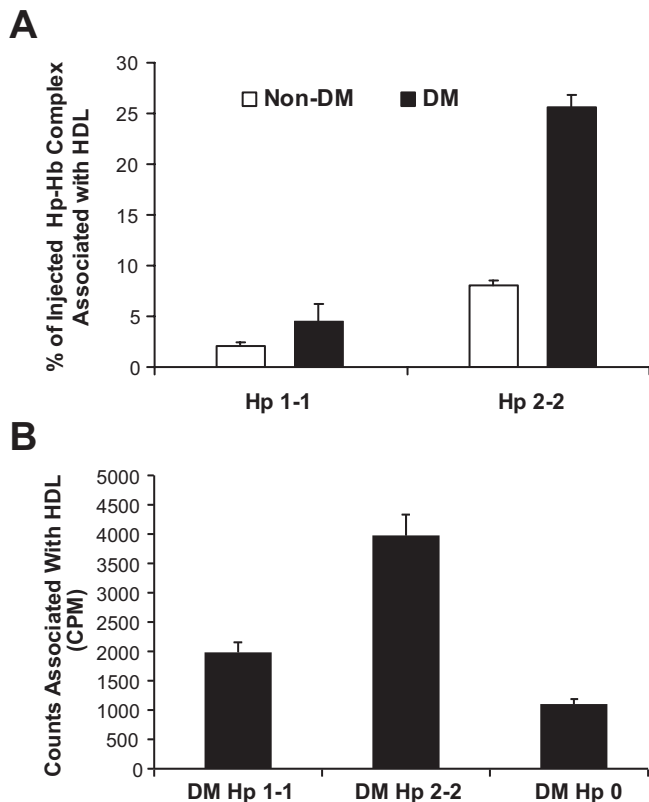 A
% of Injured Hp-Hb Complex
Associated with HDL
30
25
20
15
10
5
0
Non-DM
DM
Hp 1-1
Hp 2-2
B
Counts Associated With HDL
(CPM)
5000
4500
4000
3500
3000
2500
2000
1500
1000
500
0
DM Hp 1-1
DM Hp 2-2
DM Hp 0